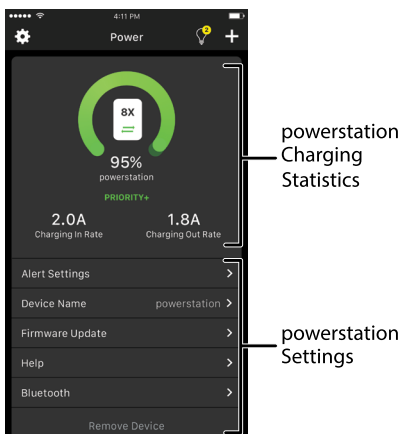 4:11 PM
Power
2
8X
95%
powerstation
PRIORITY+
2.0A 1.8A
Charging In Rate Charging Out Rate
powerstation
Charging
Statistics
Alert Settings
Device Name powerstation
Firmware Update
Help
Bluetooth
Remove Device
powerstation
Settings